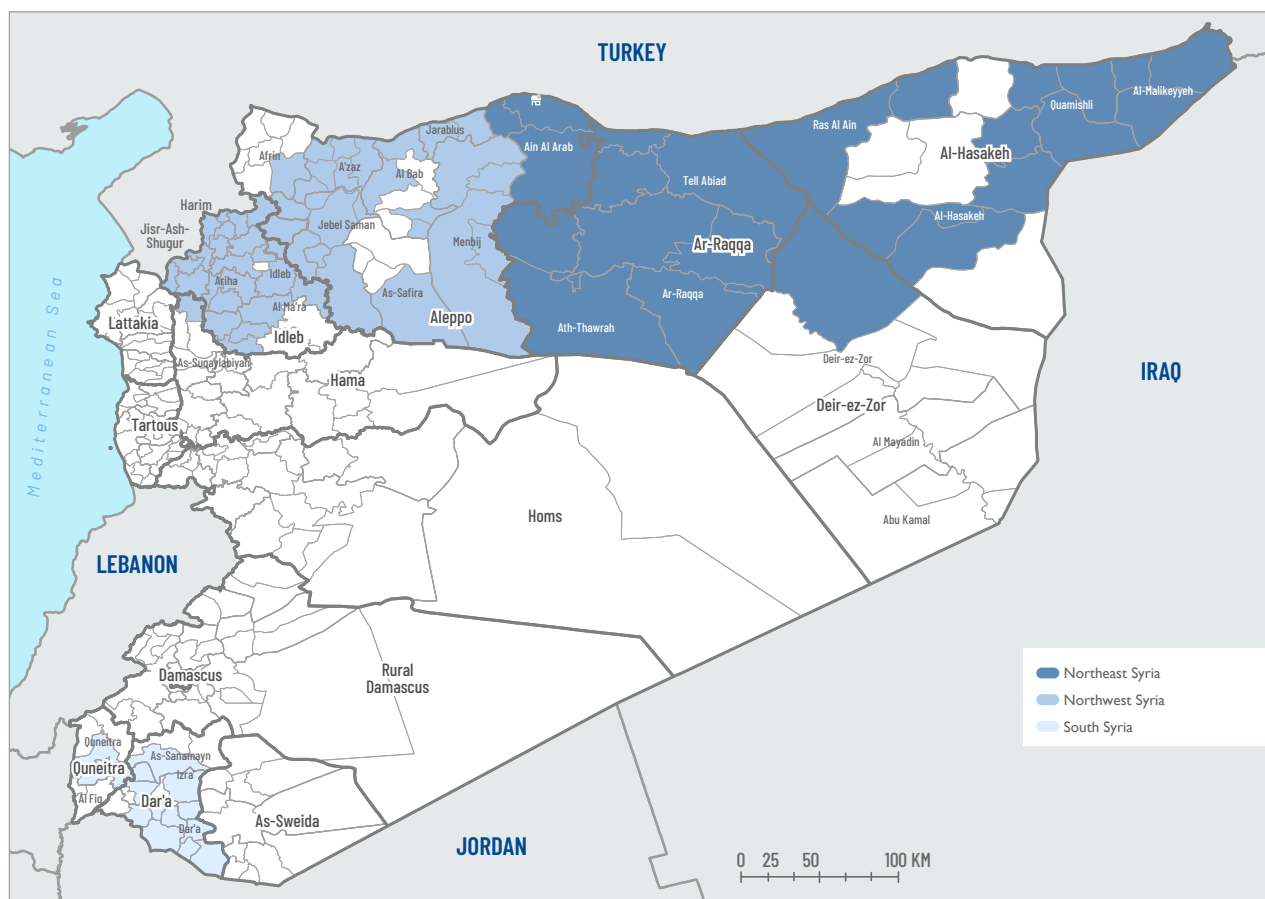 TURKEY
Al-Malikeyyeh
Quamishli
Ras Al Ain
Jarablus
Ain Al Arab
Afrin
A'zaz
Al Bab
Al-Hasakeh
Tell Abiad
Harim
Al-Hasakeh
Jisr-Ash-
Shugur
Jebel Saman
Menbij
Ar-Raqqa
Idleb
Ariha
As-Safira
Ar-Raqqa
Al Ma'ra
Aleppo
Lattakia
Idleb
Ath-Thawrah
Mediterranean Sea
As-Suqaylabiyah
Deir-ez-Zor
Hama
IRAQ
Deir-ez-Zor
Tartous
Al Mayadin
Homs
Abu Kamal
LEBANON
Damascus
Rural
Damascus
Northeast Syria
Northwest Syria
South Syria
Quneitra
As-Sanamayn
Quneitra
Izra'
Al Fiq
Dar'a
Dar'a
As-Sweida
JORDAN
0 25 50 100 KM